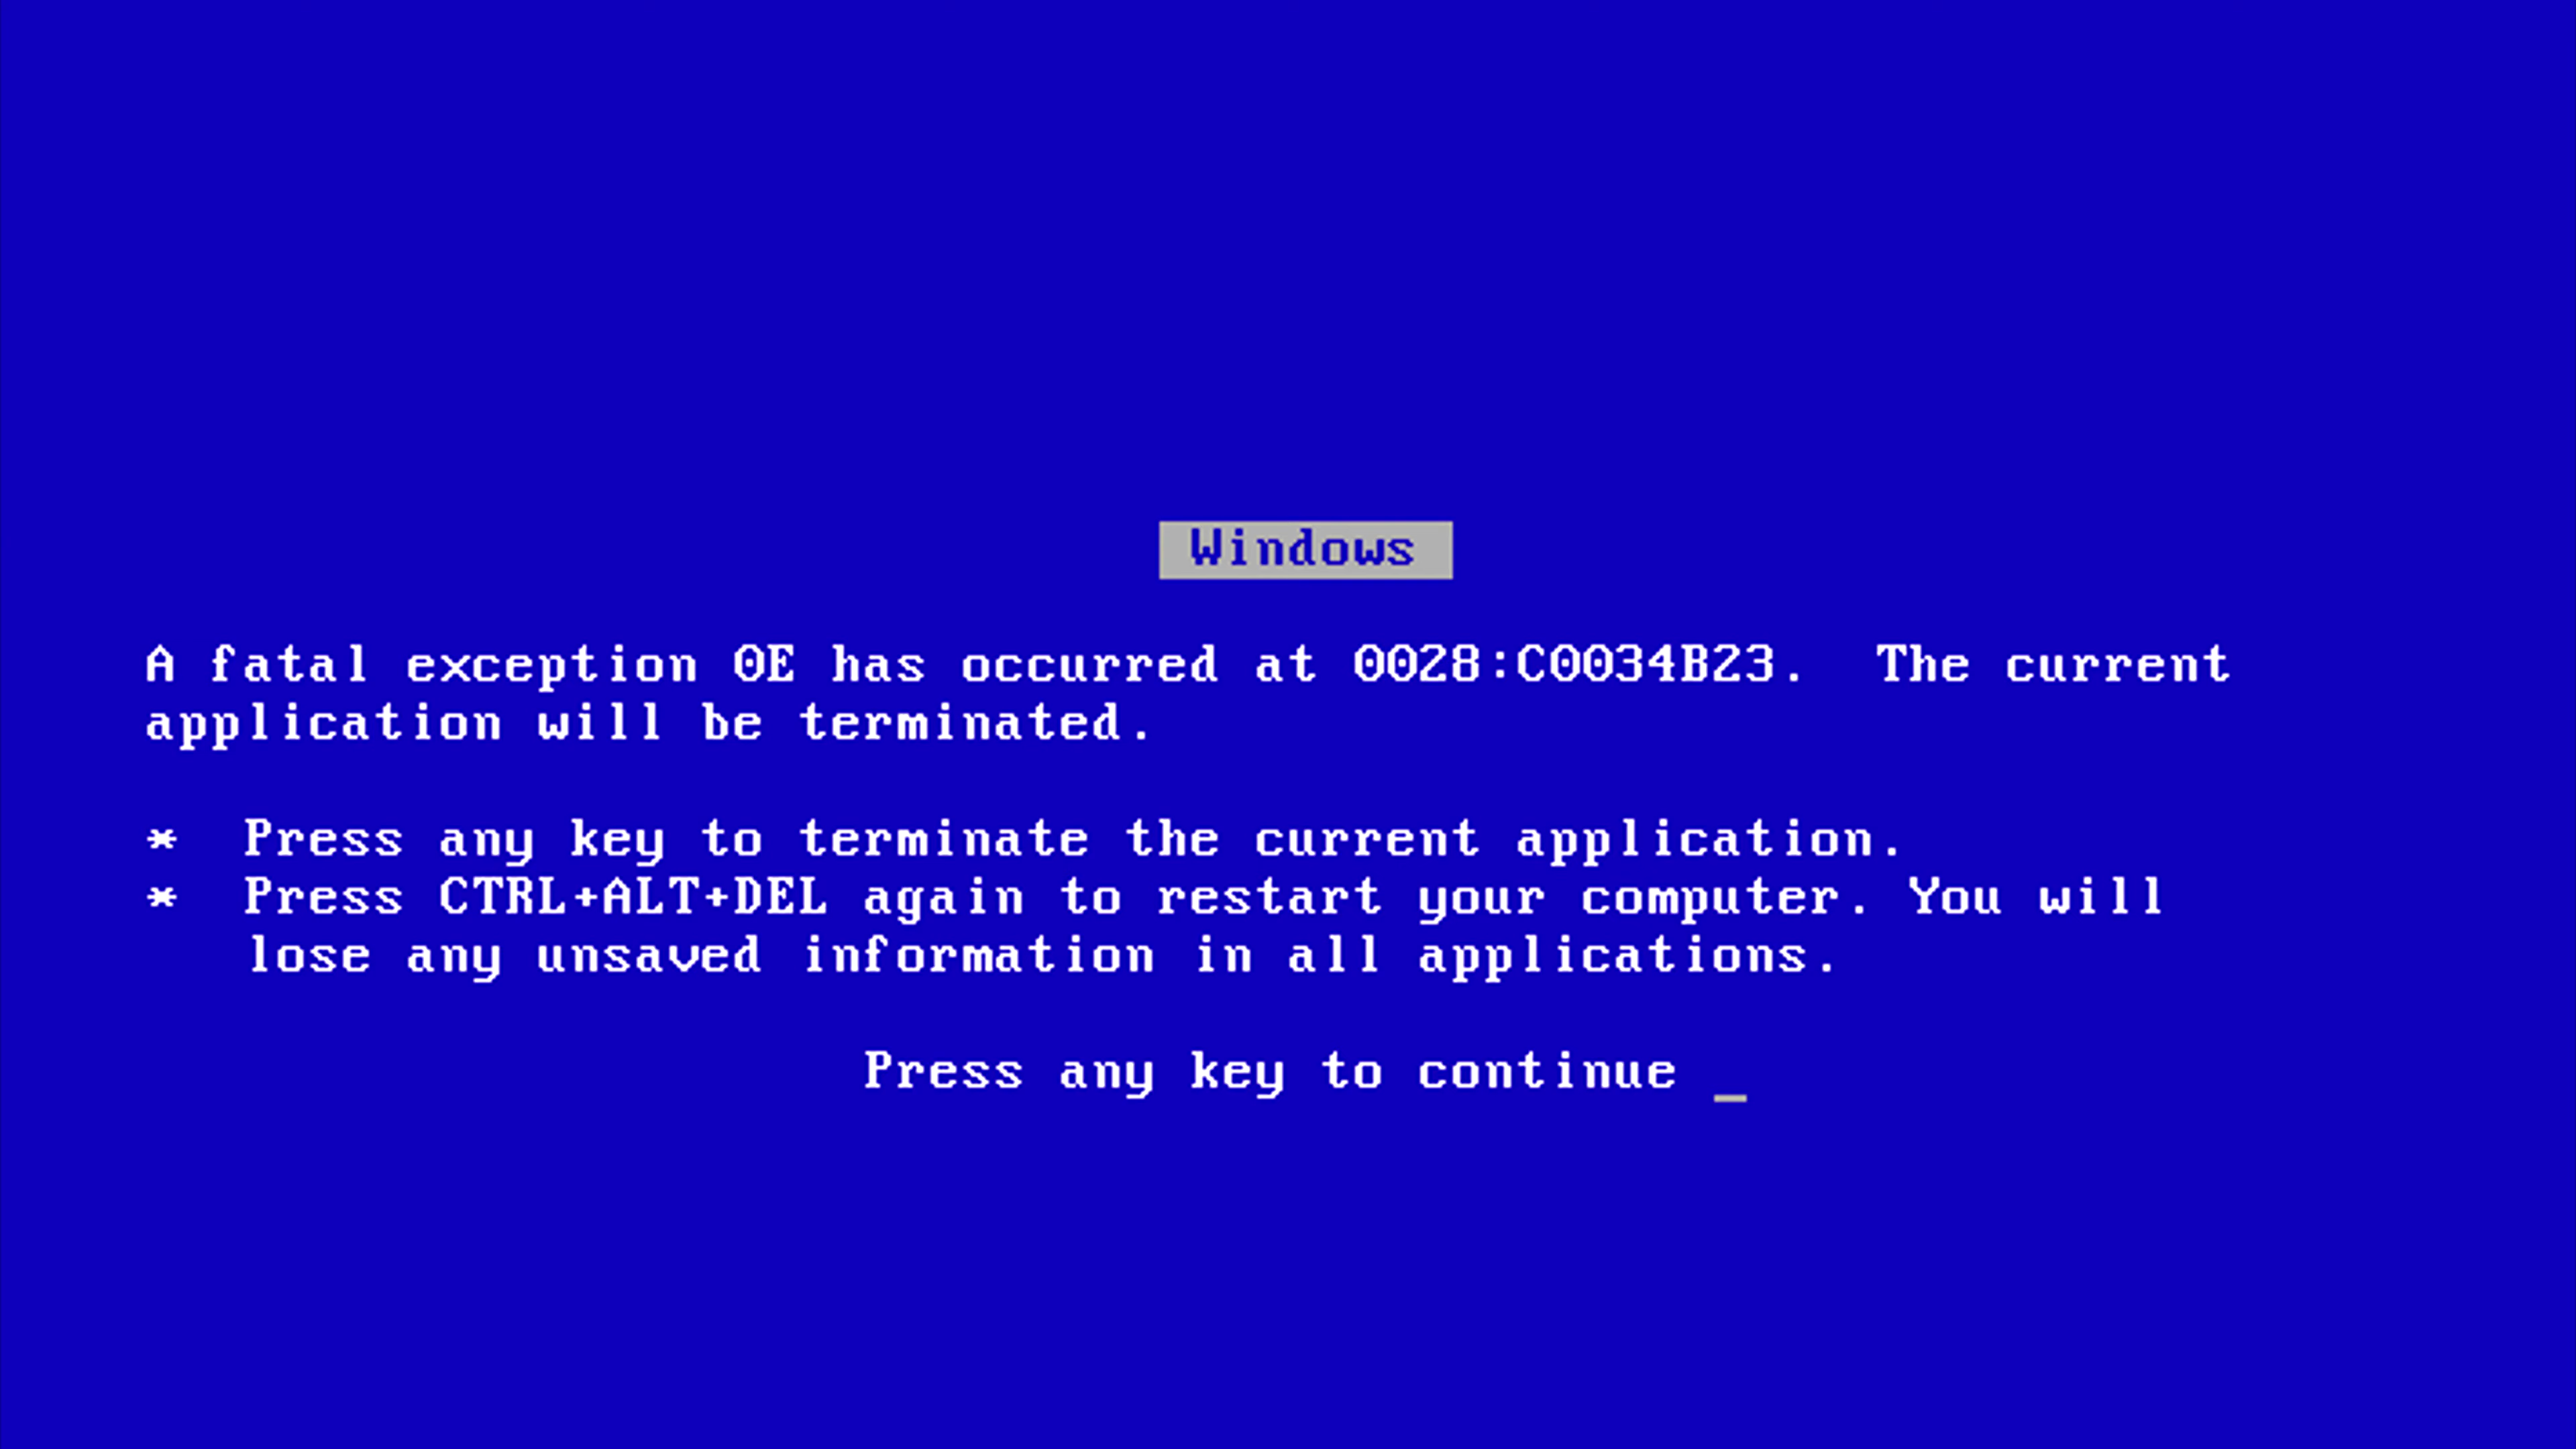 Windows
A fatal exception 0E has occurred at 0028:C0034B23.  The current
application will be terminated.
*  Press any key to terminate the current application.
*  Press CTRL+ALT+DEL again to restart your computer. You will
lose any unsaved information in all applications.
Press any key to continue _